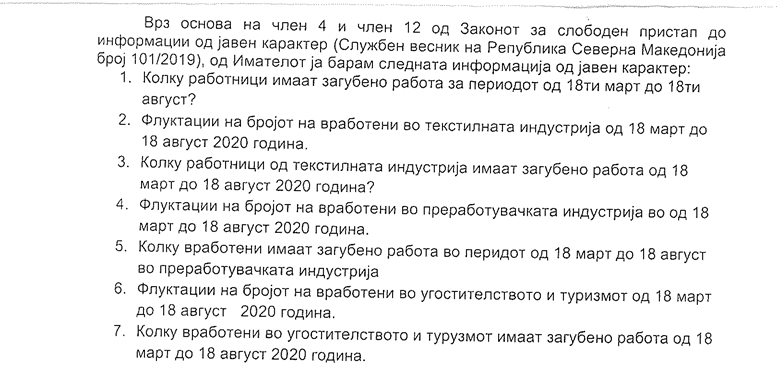 Врз основа на член 4 и член 12 од Законот за слободен пристап до
информации од јавен карактер (Службен весник на Република Северна Македонија
број 101/2019), од Имателот ја барам следната информација од јавен карактер:
1. Колку работници имаат загубено работа за периодот од 18ти март до 18ти
август?
2. Флуктации на бројот на вработени во текстилната индустрија од 18 март до
18 август 2020 година.
3. Колку работници од текстилната индустрија имаат загубено работа од 18
март до 18 август 2020 година?
4. Флуктации на бројот на вработени во преработувачката индустрија во од 18
март до 18 август 2020 година.
5. Колку вработени имаат загубено работа во перидот од 18 март до 18 август
во преработувачката индустрија
6. Флуктации на бројот на вработени во угостителството и туризмот од 18 март
до 18 август 2020 година.
7. Колку вработени во угостителството и турузмот имаат загубено работа од 18
март до 18 август 2020 година.